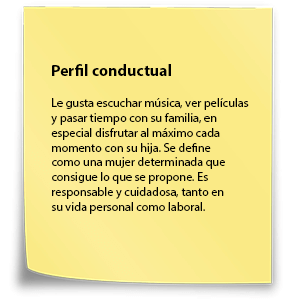 Perfil conductual
Le gusta escuchar música, ver películas
y pasar tiempo con su familia, en
especial disfrutar al máximo cada
momento con su hija. Se define
como una mujer determinada que
consigue lo que se propone. Es
responsable y cuidadosa, tanto en
su vida personal como laboral.